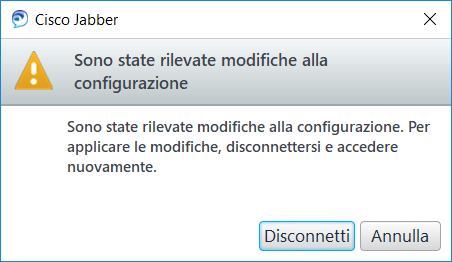 Cisco Jabber
Sono state rilevate modifiche alla
configurazione
Sono state rilevate modifiche alla configurazione. Per
applicare le modifiche, disconnettersi e accedere
nuovamente.
Disconnetti Annulla